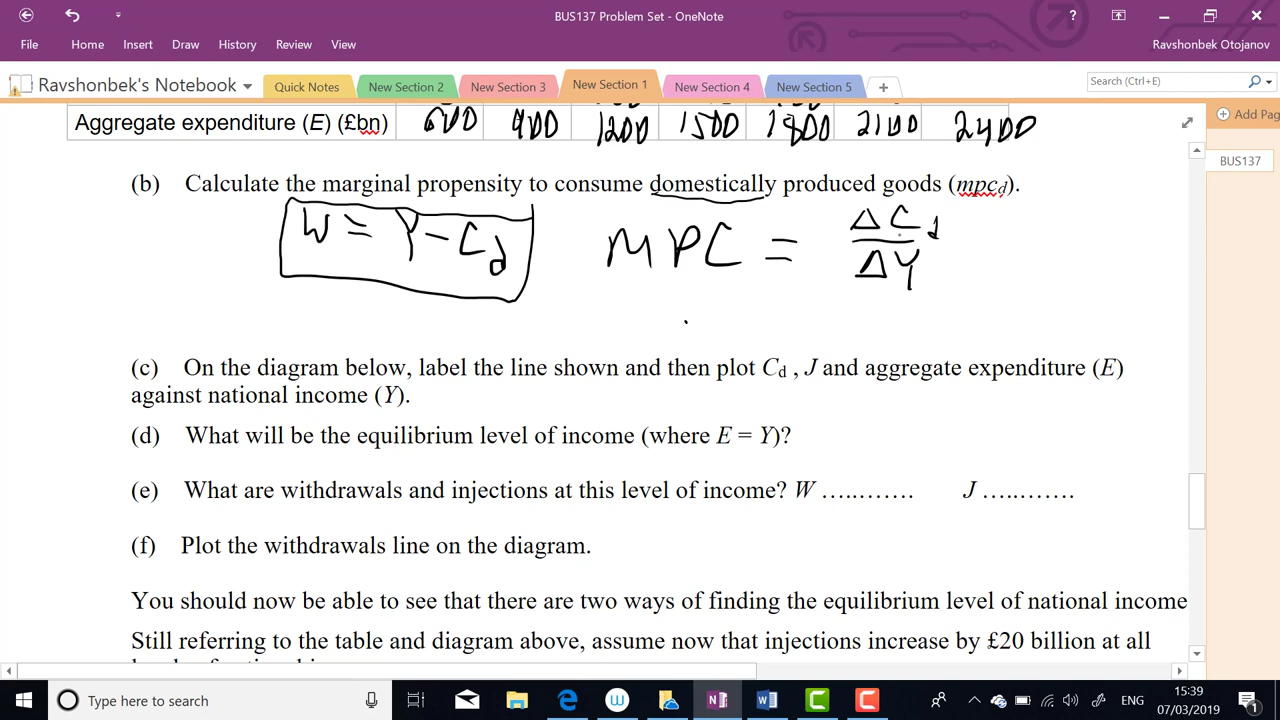 BUS137 Problem Set - OneNote
?
File Home Insert Draw History Review View
Ravshonbek Otojanov
Ravshonbek's Notebook
Quick Notes New Section 2 New Section 3 New Section 1 New Section 4 New Section 5
Search (Ctrl+E)
Add Pag
BUS137
Aggregate expenditure (E) (£bn) 600 900 1200 1500 1800 2100 2400
(b) Calculate the marginal propensity to consume domestically produced goods (mpcd).
W = Y - Cd MPC = ΔCd / ΔY
(c) On the diagram below, label the line shown and then plot Cd , J and aggregate expenditure (E)
against national income (Y).
(d) What will be the equilibrium level of income (where E = Y)?
(e) What are withdrawals and injections at this level of income? W …..……. J …..…….
(f) Plot the withdrawals line on the diagram.
You should now be able to see that there are two ways of finding the equilibrium level of national income
Still referring to the table and diagram above, assume now that injections increase by £20 billion at all
Type here to search
ENG
15:39
07/03/2019
1